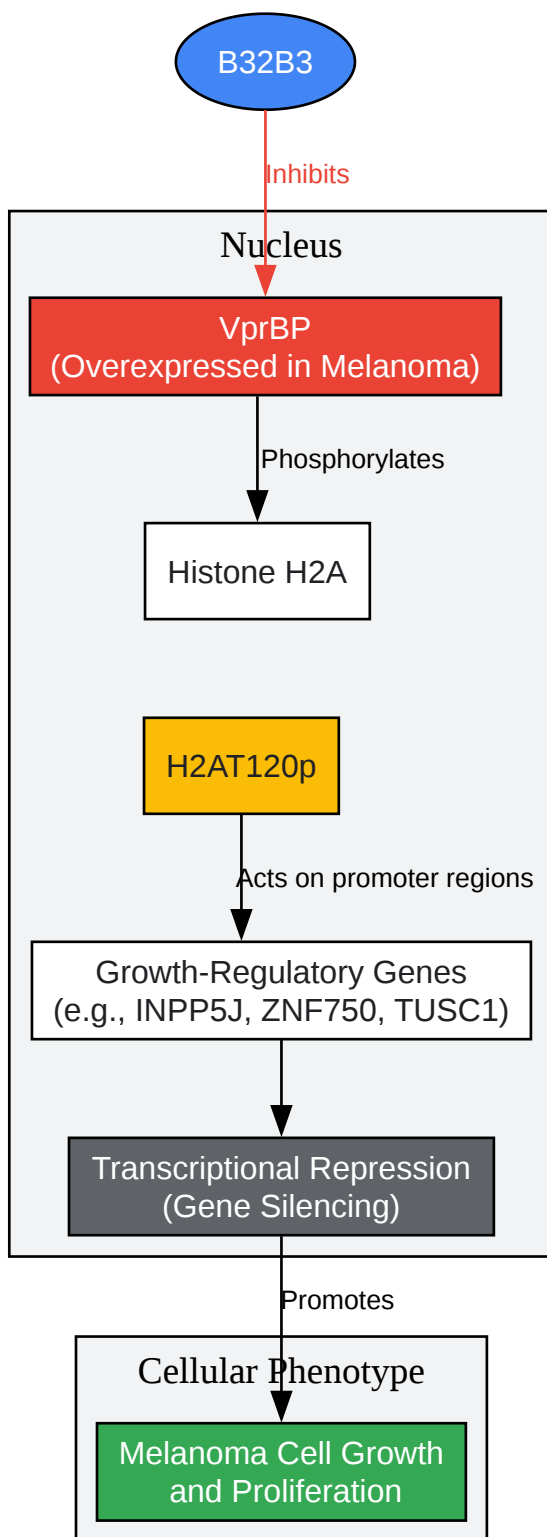 B32B3
Inhibits
Nucleus
VprBP
(Overexpressed in Melanoma)
Phosphorylates
Histone H2A
H2AT120p
Acts on promoter regions
Growth-Regulatory Genes
(e.g., INPP5J, ZNF750, TUSC1)
Transcriptional Repression
(Gene Silencing)
Promotes
Cellular Phenotype
Melanoma Cell Growth
and Proliferation